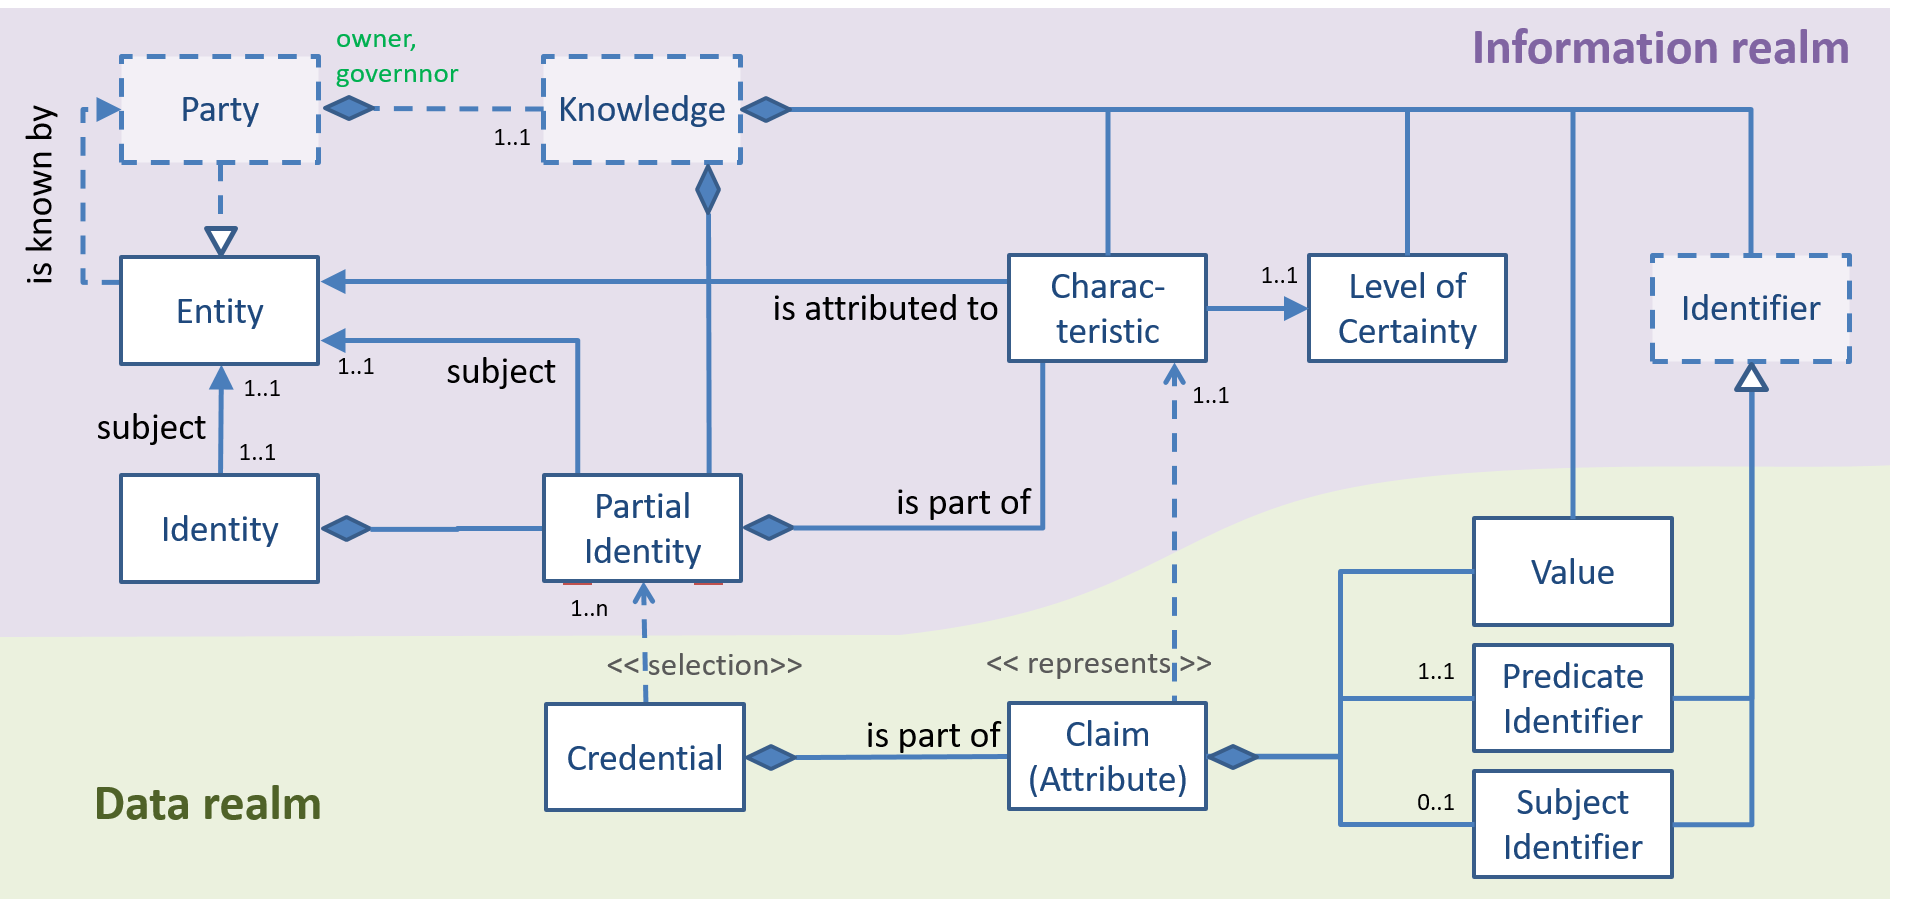 owner,
governnor
Information realm
Party
Knowledge
1..1
is known by
Entity
is attributed to
Charac-
teristic
1..1
Level of
Certainty
Identifier
1..1
subject
1..1
1..1
subject
1..1
Identity
Partial
Identity
is part of
Value
1..n
<< selection>>
<< represents >>
1..1
Predicate
Identifier
Credential
is part of
Claim
(Attribute)
0..1
Subject
Identifier
Data realm